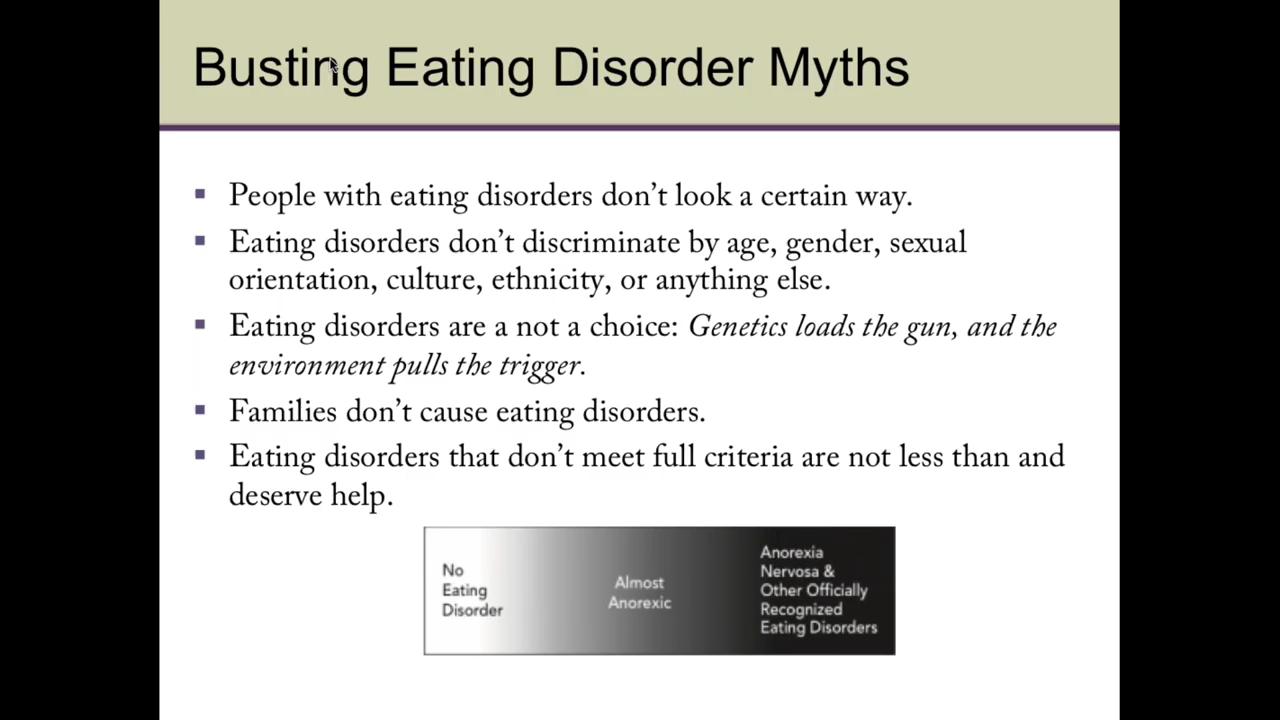 Busting Eating Disorder Myths
People with eating disorders don’t look a certain way.
Eating disorders don’t discriminate by age, gender, sexual
orientation, culture, ethnicity, or anything else.
Eating disorders are a not a choice: Genetics loads the gun, and the
environment pulls the trigger.
Families don’t cause eating disorders.
Eating disorders that don’t meet full criteria are not less than and
deserve help.
No
Eating
Disorder
Almost
Anorexic
Anorexia
Nervosa &
Other Officially
Recognized
Eating Disorders